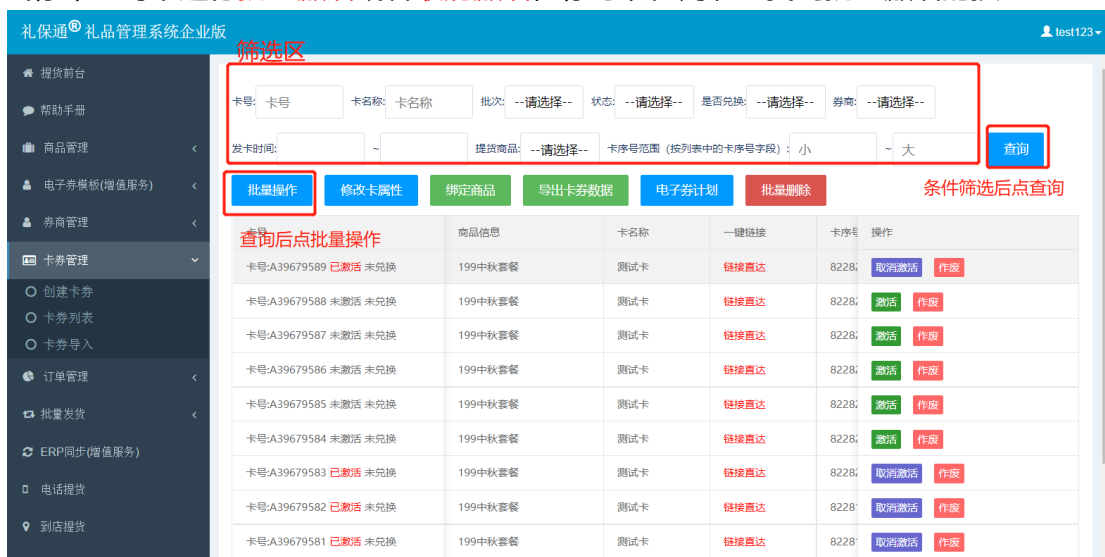 礼保通®礼品管理系统企业版
test123
筛选区
提货前台
帮助手册
商品管理
电子券模板(增值服务)
券商管理
卡券管理
创建卡券
卡券列表
卡券导入
订单管理
批量发货
ERP同步(增值服务)
电话提货
到店提货
卡号: 卡号 卡名称: 卡名称 批次: --请选择-- 状态: --请选择-- 是否兑换: --请选择-- 券商: --请选择--
发卡时间: ~ 提货商品: --请选择-- 卡序号范围（按列表中的卡序号字段）: 小 ~ 大 查询
批量操作 修改卡属性 绑定商品 导出卡券数据 电子券计划 批量删除
条件筛选后点查询
查询后点批量操作
卡号 商品信息 卡名称 一键链接 卡序号 操作
卡号:A39679589 已激活 未兑换 199中秋套餐 测试卡 链接直达 82282 取消激活 作废
卡号:A39679588 未激活 未兑换 199中秋套餐 测试卡 链接直达 82282 激活 作废
卡号:A39679587 未激活 未兑换 199中秋套餐 测试卡 链接直达 82282 激活 作废
卡号:A39679586 未激活 未兑换 199中秋套餐 测试卡 链接直达 82282 激活 作废
卡号:A39679585 未激活 未兑换 199中秋套餐 测试卡 链接直达 82282 激活 作废
卡号:A39679584 未激活 未兑换 199中秋套餐 测试卡 链接直达 82282 激活 作废
卡号:A39679583 已激活 未兑换 199中秋套餐 测试卡 链接直达 82282 取消激活 作废
卡号:A39679582 已激活 未兑换 199中秋套餐 测试卡 链接直达 8228 取消激活 作废
卡号:A39679581 已激活 未兑换 199中秋套餐 测试卡 链接直达 8228 取消激活 作废